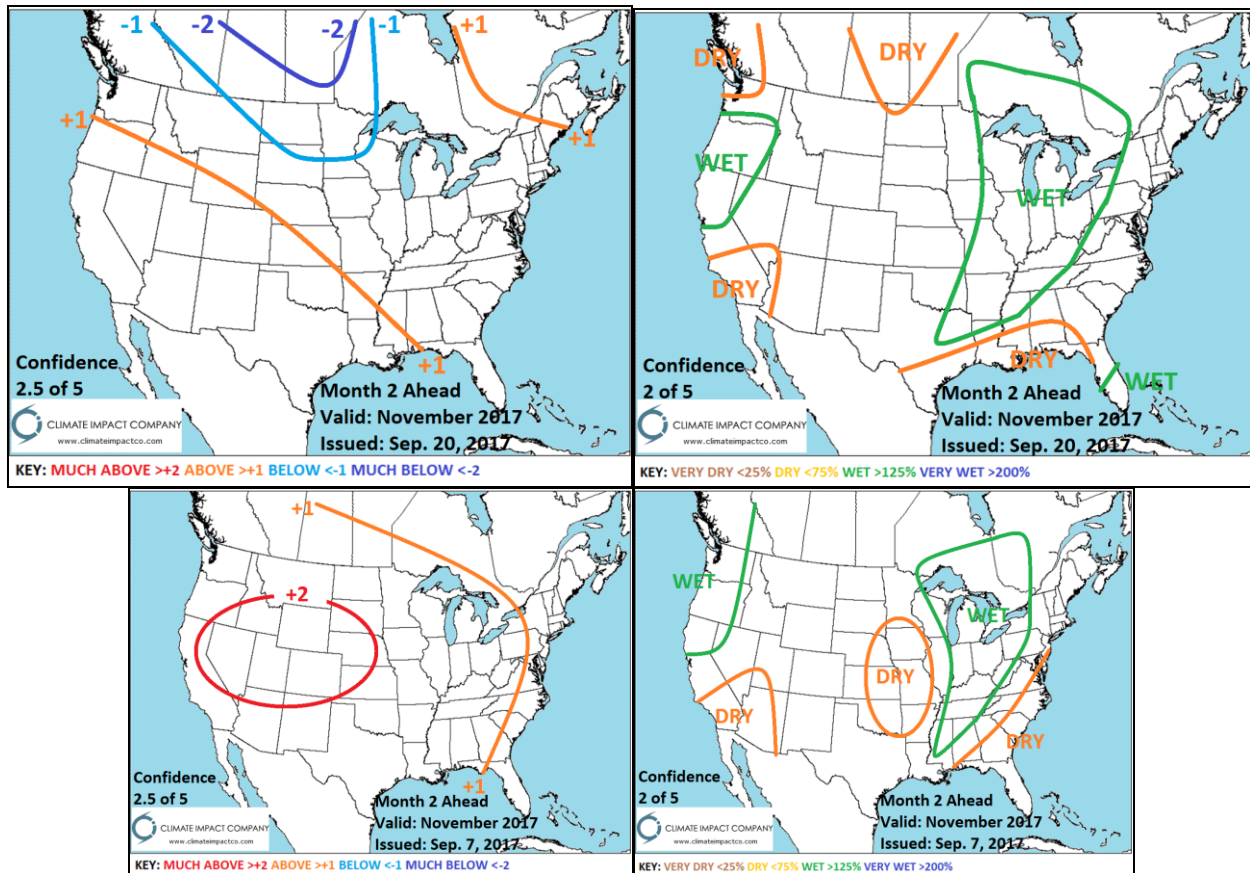 -1
-2
-2
-1
+1
+1
+1
+1
Confidence
2.5 of 5
CLIMATE IMPACT COMPANY
www.climateimpactco.com
Month 2 Ahead
Valid: November 2017
Issued: Sep. 20, 2017
KEY: MUCH ABOVE >+2 ABOVE >+1 BELOW <-1 MUCH BELOW <-2
DRY
DRY
WET
WET
DRY
DRY
WET
Confidence
2 of 5
CLIMATE IMPACT COMPANY
www.climateimpactco.com
Month 2 Ahead
Valid: November 2017
Issued: Sep. 20, 2017
KEY: VERY DRY <25% DRY <75% WET >125% VERY WET >200%
+1
+2
+1
Confidence
2.5 of 5
CLIMATE IMPACT COMPANY
www.climateimpactco.com
Month 2 Ahead
Valid: November 2017
Issued: Sep. 7, 2017
KEY: MUCH ABOVE >+2 ABOVE >+1 BELOW <-1 MUCH BELOW <-2
WET
WET
DRY
DRY
DRY
Confidence
2 of 5
CLIMATE IMPACT COMPANY
www.climateimpactco.com
Month 2 Ahead
Valid: November 2017
Issued: Sep. 7, 2017
KEY: VERY DRY <25% DRY <75% WET >125% VERY WET >200%